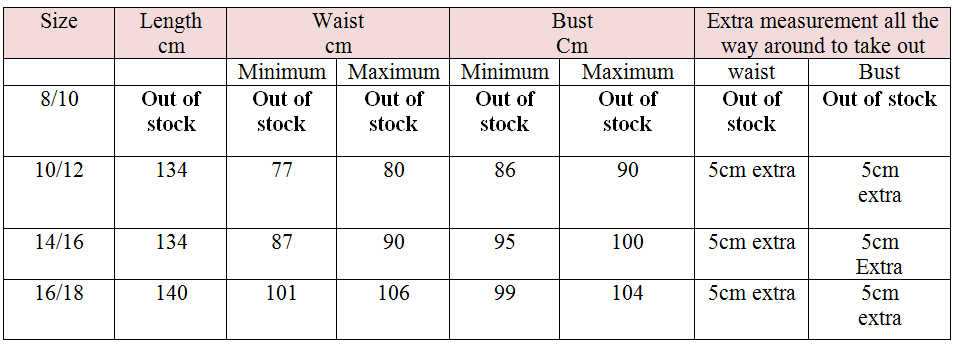 Size Length Waist Bust Extra measurement all the
cm cm Cm way around to take out
Minimum Maximum Minimum Maximum waist Bust
8/10 Out of Out of Out of Out of Out of Out of Out of stock
stock stock stock stock stock stock
10/12 134 77 80 86 90 5cm extra 5cm
extra
14/16 134 87 90 95 100 5cm extra 5cm
Extra
16/18 140 101 106 99 104 5cm extra 5cm
extra